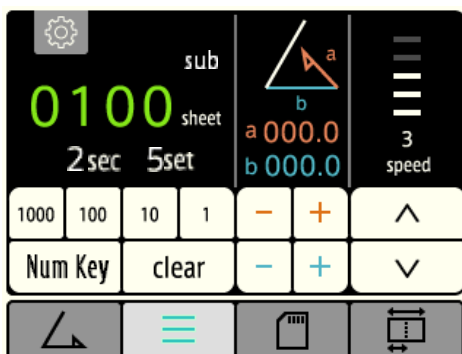 sub
0100 sheet
2sec 5set
a
b
a 000.0
b 000.0
3
speed
1000 100 10 1 - +
Num Key clear - +